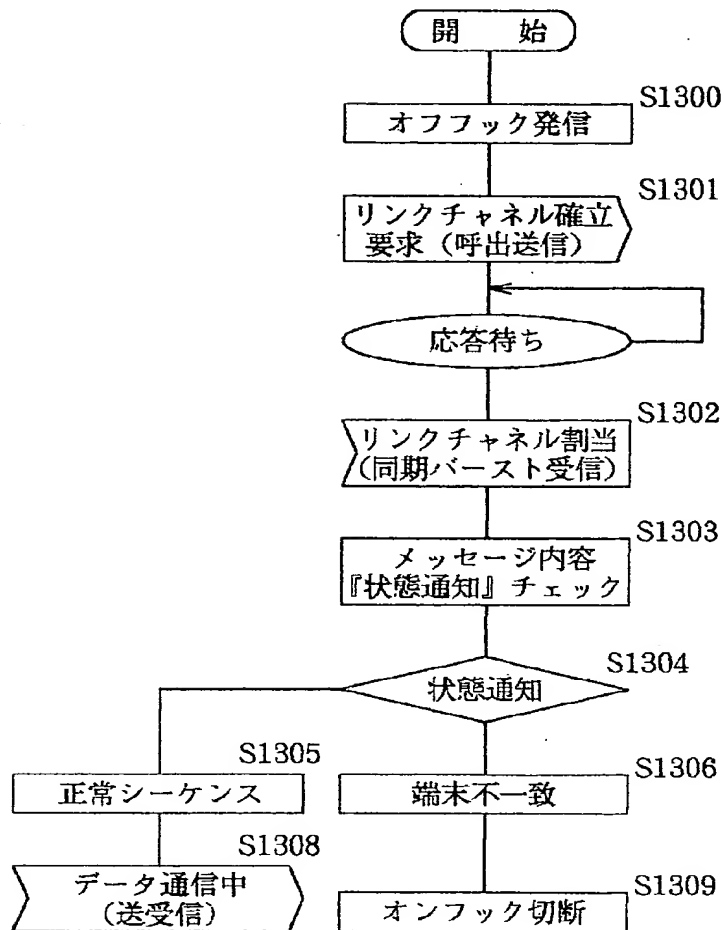 開 始
S1300
オフフック発信
S1301
リンクチャネル確立
要求(呼出送信)
応答待ち
S1302
リンクチャネル割当
(同期バースト受信)
S1303
メッセージ内容
『状態通知』チェック
S1304
状態通知
S1305
正常シーケンス
S1306
端末不一致
S1308
データ通信中
(送受信)
S1309
オンフック切断